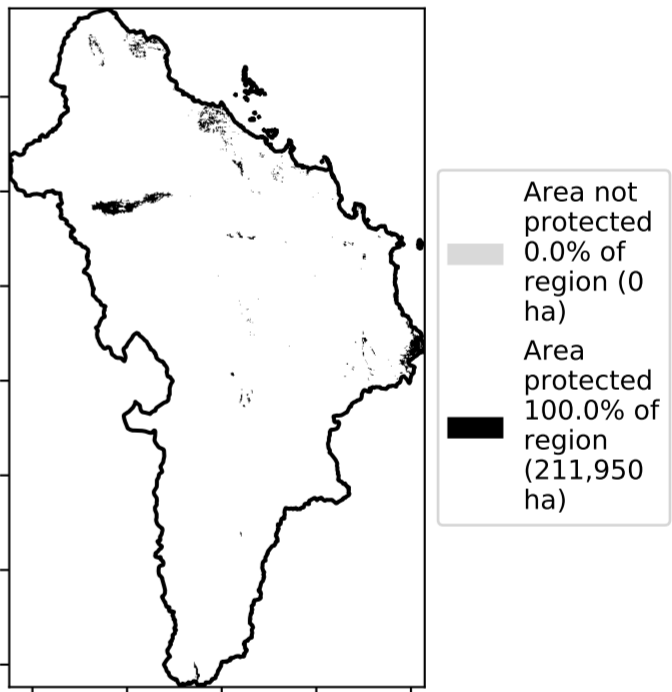 Area not
protected
0.0% of
region (0
ha)
Area
protected
100.0% of
region
(211,950
ha)